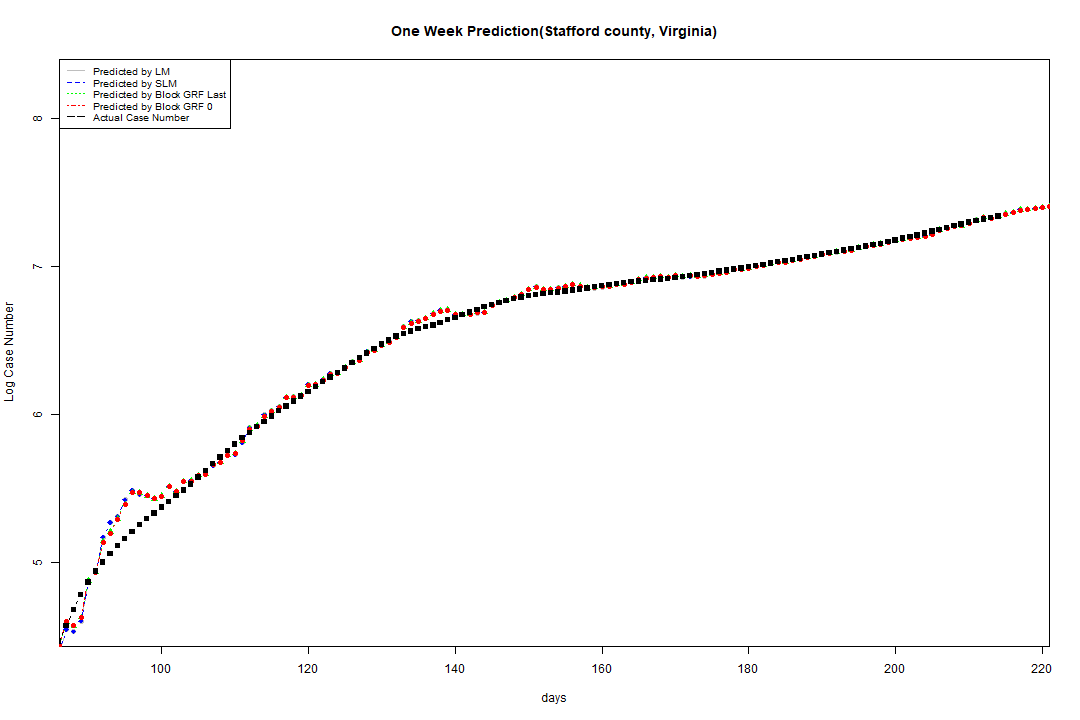 One Week Prediction(Stafford county, Virginia)
Predicted by LM
Predicted by SLM
Predicted by Block GRF Last
Predicted by Block GRF 0
Actual Case Number
8
7
6
5
Log Case Number
100 120 140 160 180 200 220
days